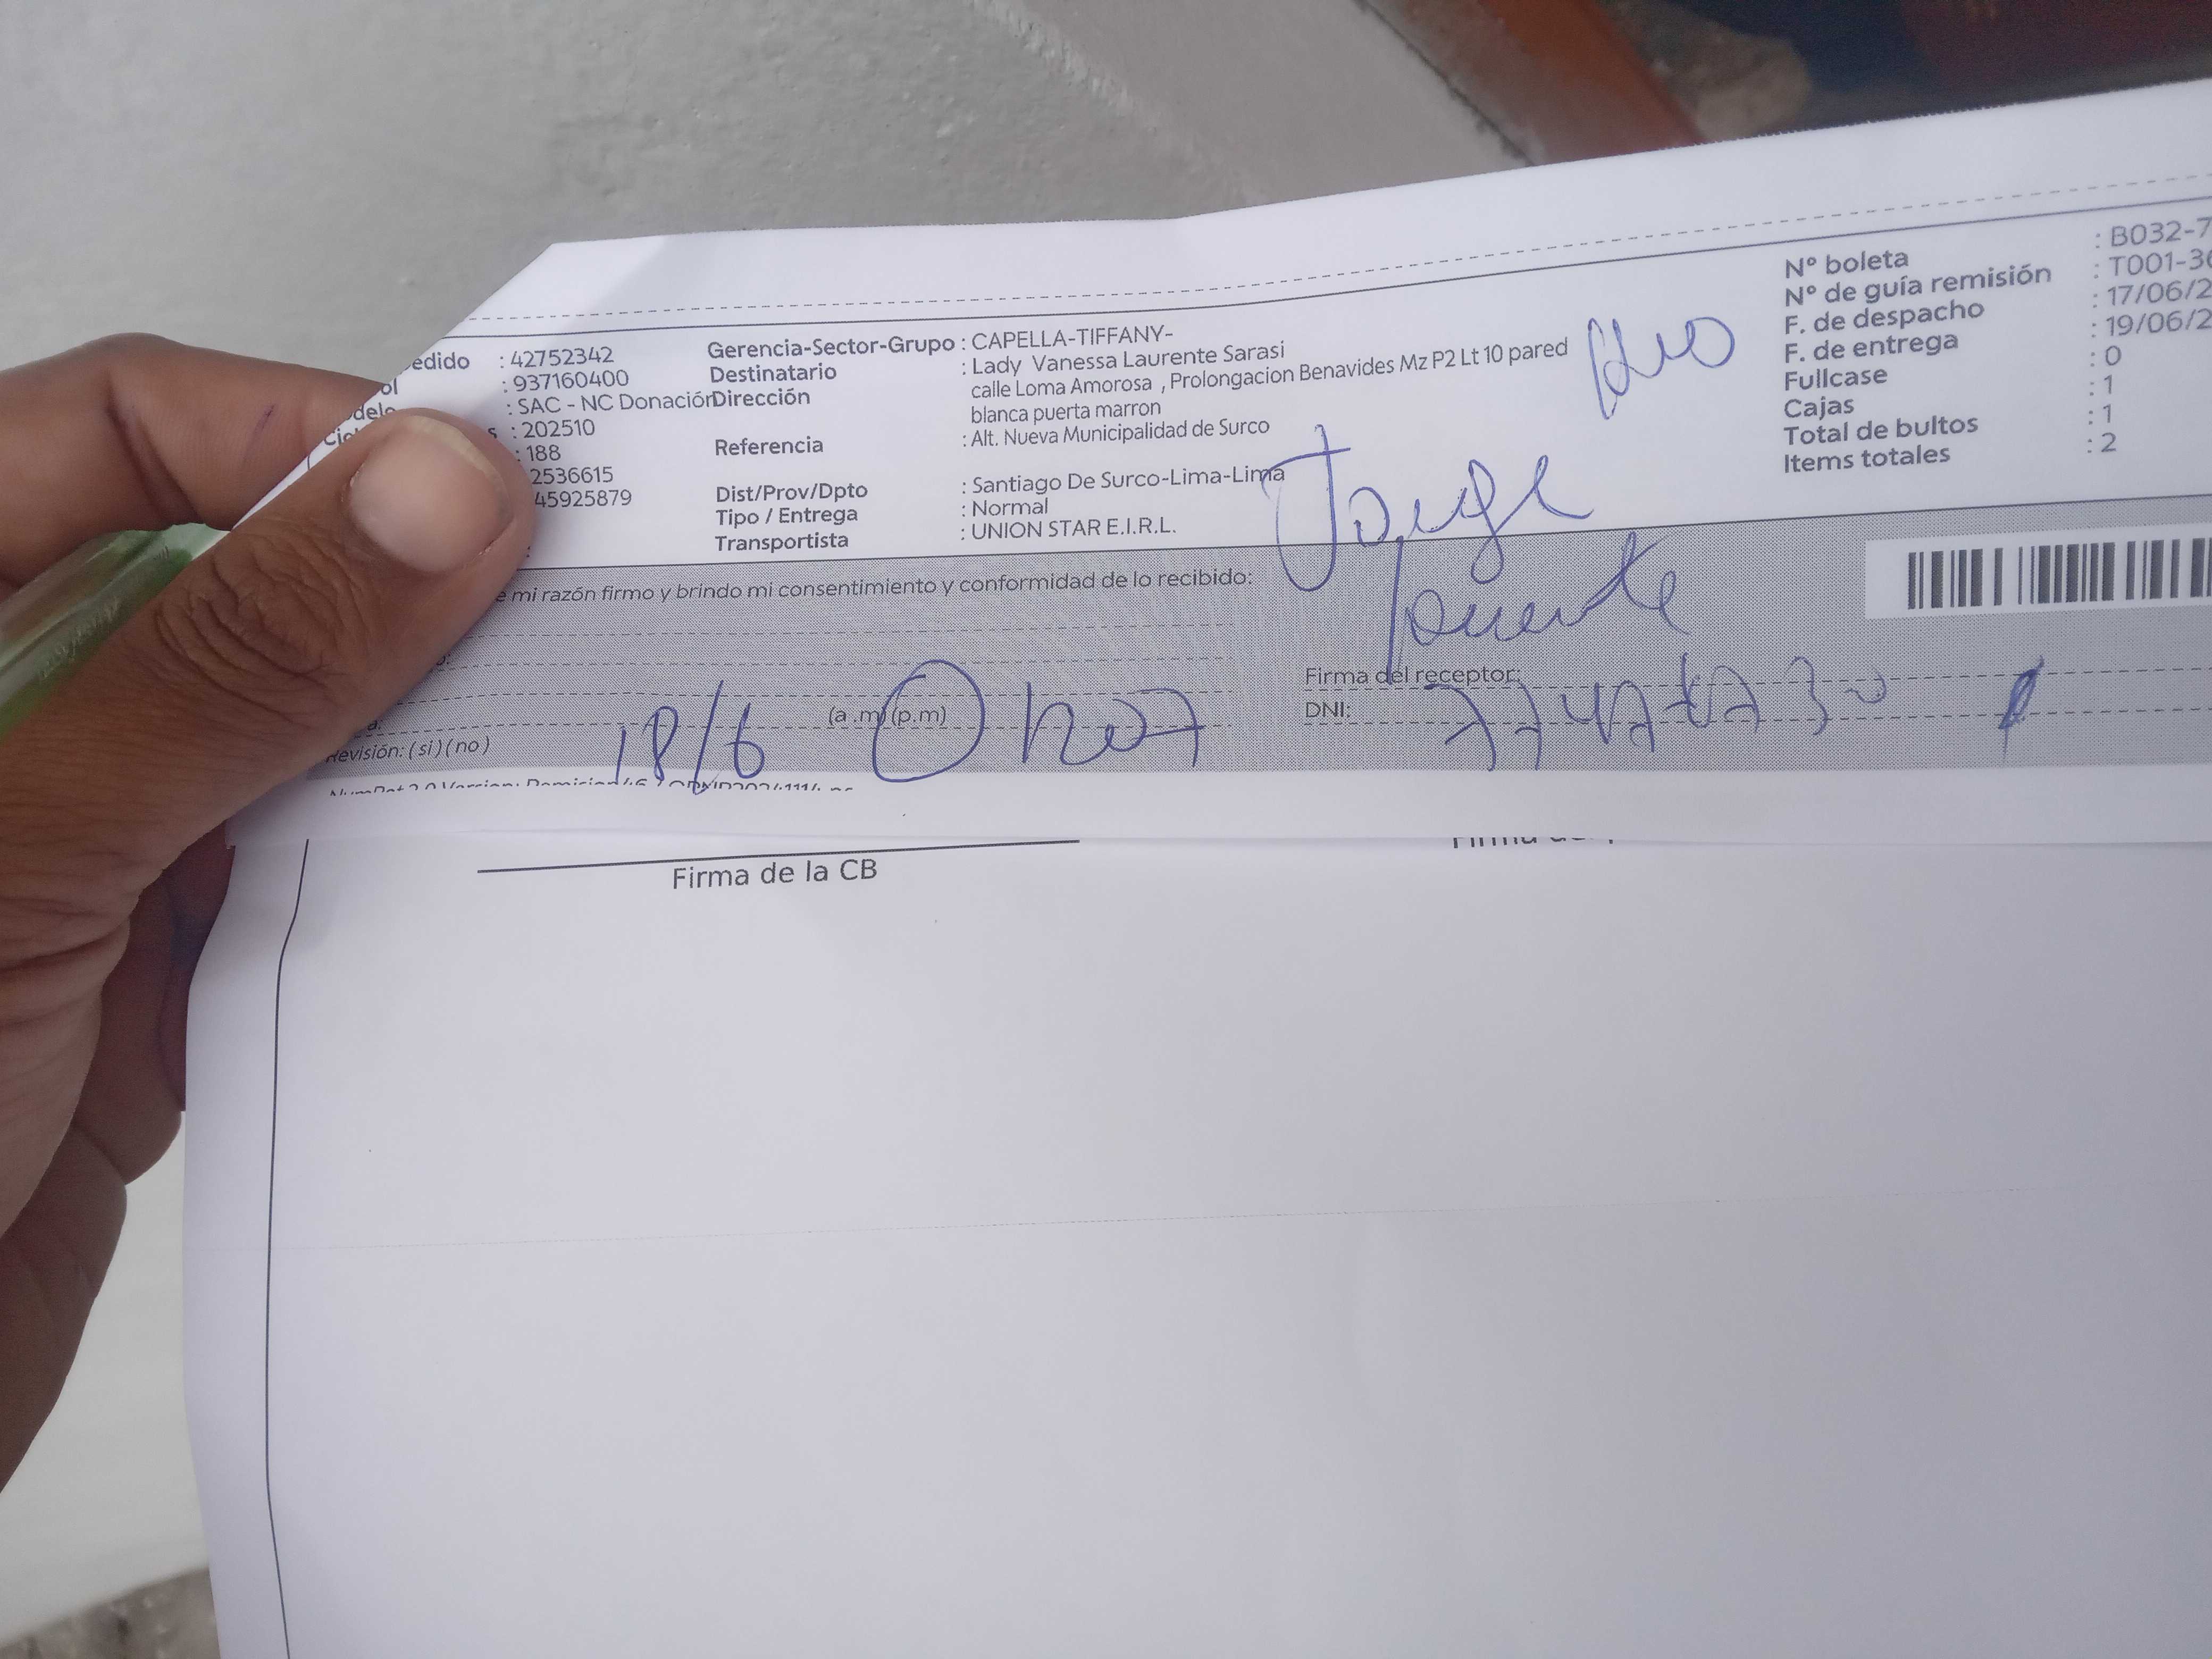 edido : 42752342
: 937160400
: SAC - NC Donación
: 202510
: 188
2536615
45925879
Gerencia-Sector-Grupo : CAPELLA-TIFFANY-
Destinatario : Lady Vanessa Laurente Sarasi
Dirección calle Loma Amorosa , Prolongacion Benavides Mz P2 Lt 10 pared
blanca puerta marron
Referencia : Alt. Nueva Municipalidad de Surco
Dist/Prov/Dpto : Santiago De Surco-Lima-Lima
Tipo / Entrega : Normal
Transportista : UNION STAR E.I.R.L.
Nº boleta : B032-7
Nº de guía remisión : T001-36
F. de despacho : 17/06/2
F. de entrega : 19/06/2
Fullcase : 0
Cajas : 1
Total de bultos : 1
Items totales : 2
Jorge
puente
e mi razón firmo y brindo mi consentimiento y conformidad de lo recibido:
Firma del receptor:
DNI:
(a .m) (p.m)
18/6
Revisión: (si) (no)
Firma de la CB